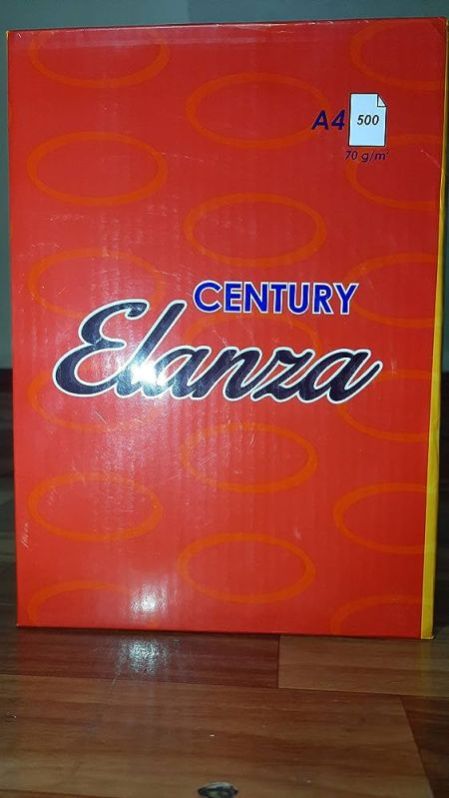 A4 500
70 g/m²
CENTURY
Elanza